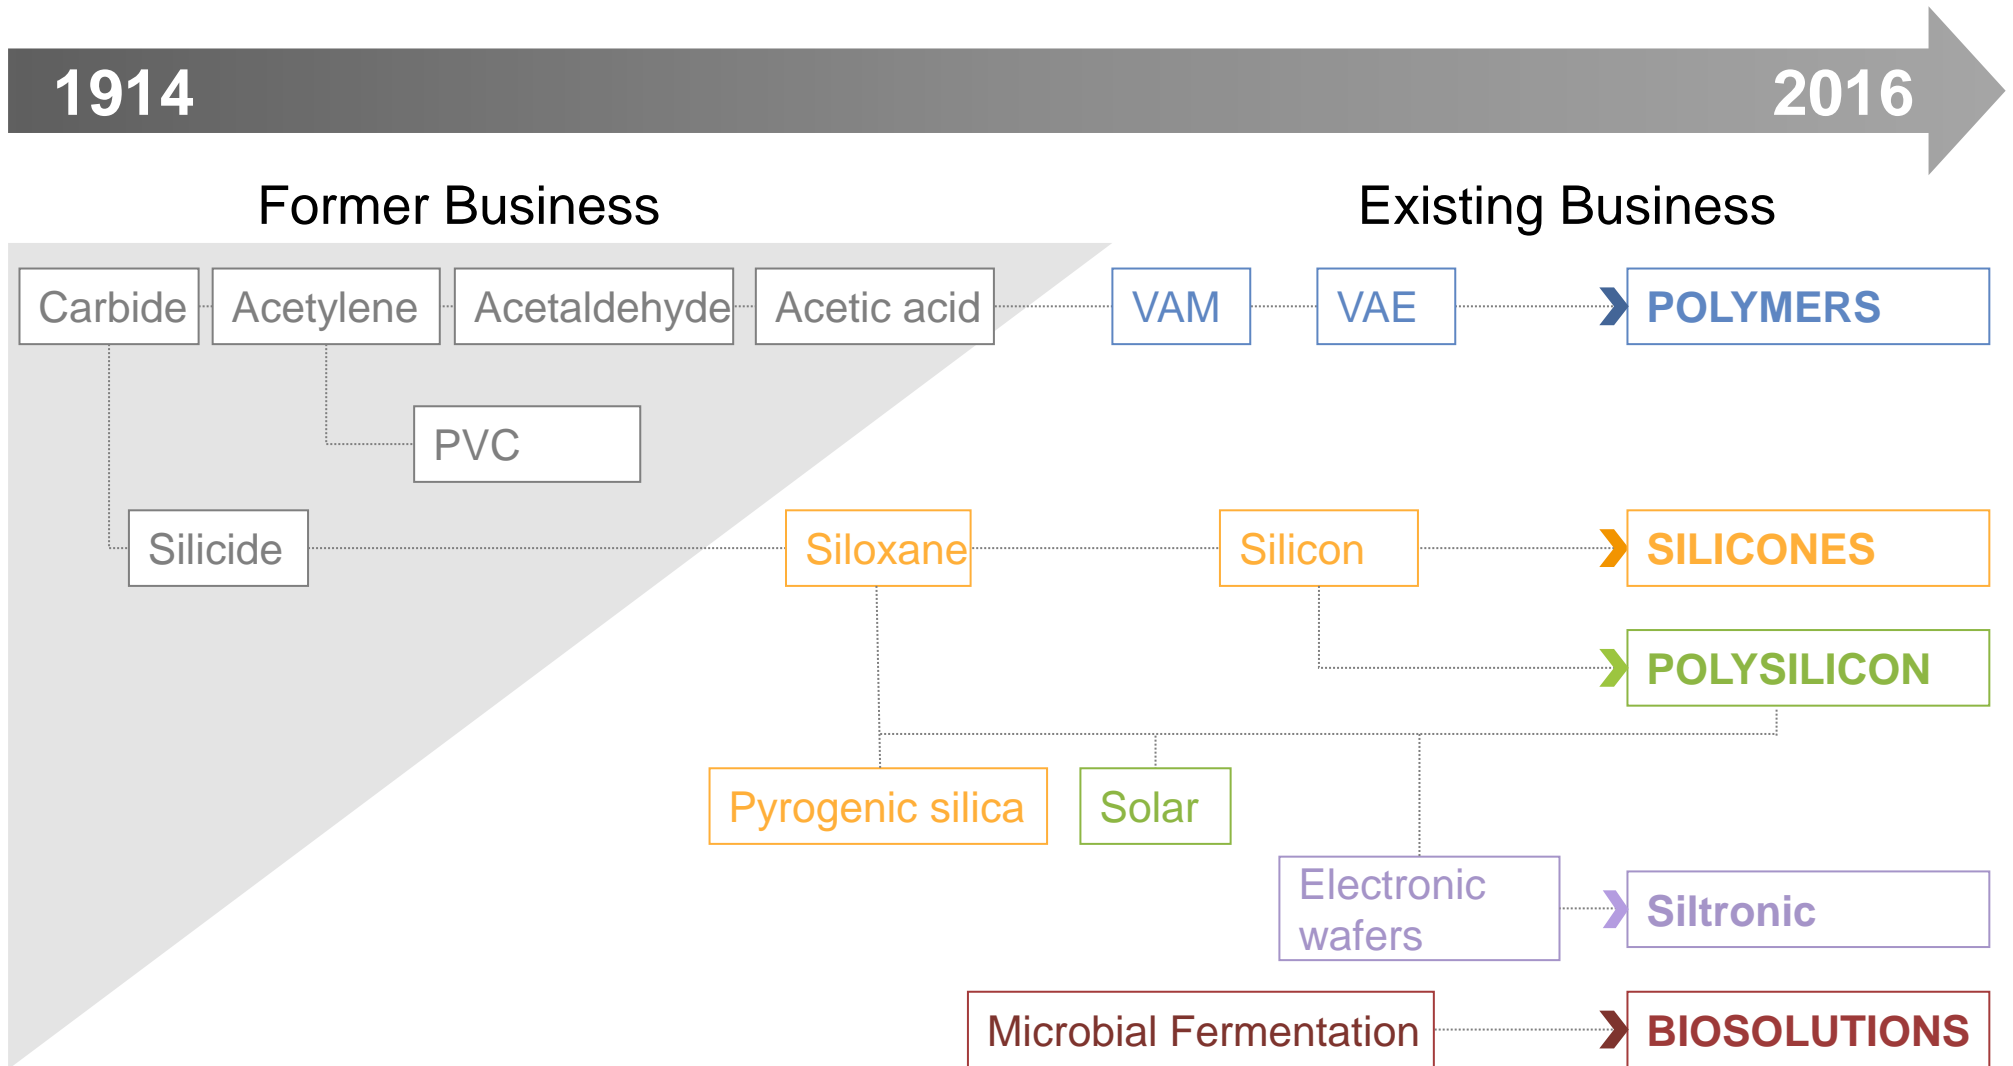 1914
2016
Former Business
Existing Business
Carbide
Acetylene
Acetaldehyde
Acetic acid
VAM
VAE
POLYMERS
PVC
Silicide
Siloxane
Silicon
SILICONES
POLYSILICON
Pyrogenic silica
Solar
Electronic
wafers
Siltronic
Microbial Fermentation
BIOSOLUTIONS